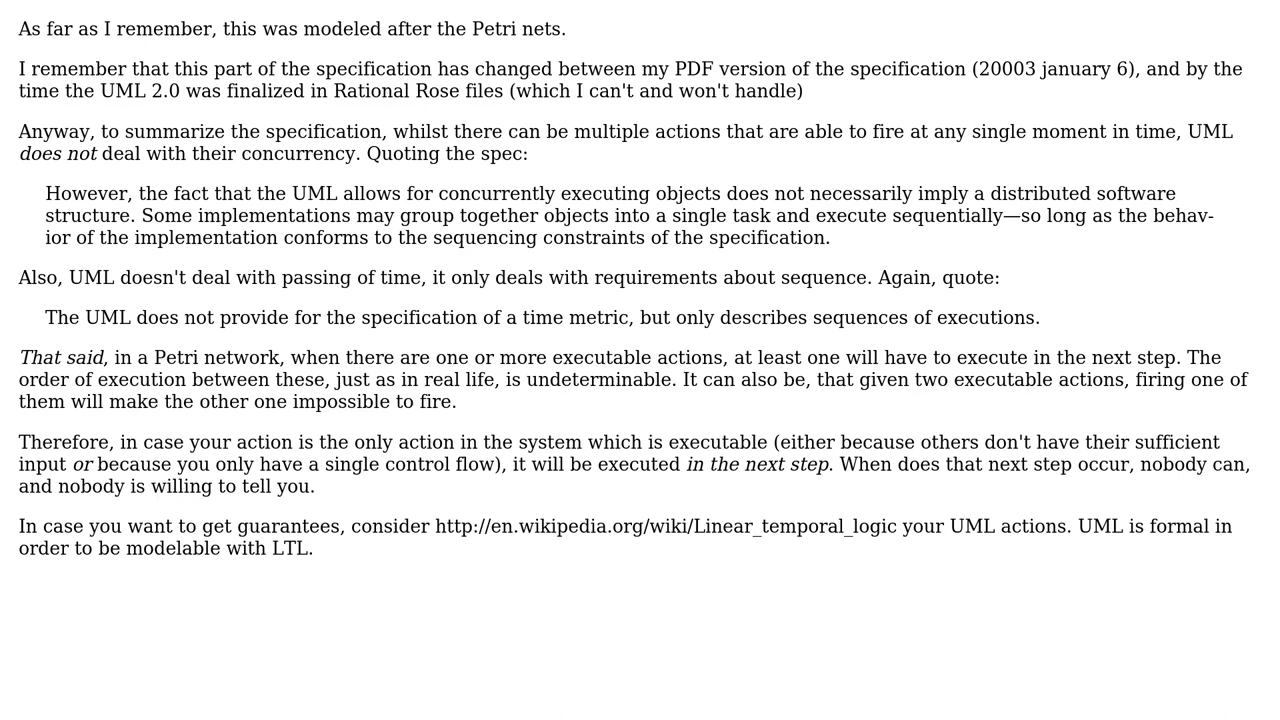 As far as I remember, this was modeled after the Petri nets.
I remember that this part of the specification has changed between my PDF version of the specification (20003 january 6), and by the
time the UML 2.0 was finalized in Rational Rose files (which I can't and won't handle)
Anyway, to summarize the specification, whilst there can be multiple actions that are able to fire at any single moment in time, UML
does not deal with their concurrency. Quoting the spec:
However, the fact that the UML allows for concurrently executing objects does not necessarily imply a distributed software
structure. Some implementations may group together objects into a single task and execute sequentially—so long as the behav-
ior of the implementation conforms to the sequencing constraints of the specification.
Also, UML doesn't deal with passing of time, it only deals with requirements about sequence. Again, quote:
The UML does not provide for the specification of a time metric, but only describes sequences of executions.
That said, in a Petri network, when there are one or more executable actions, at least one will have to execute in the next step. The
order of execution between these, just as in real life, is undeterminable. It can also be, that given two executable actions, firing one of
them will make the other one impossible to fire.
Therefore, in case your action is the only action in the system which is executable (either because others don't have their sufficient
input or because you only have a single control flow), it will be executed in the next step. When does that next step occur, nobody can,
and nobody is willing to tell you.
In case you want to get guarantees, consider http://en.wikipedia.org/wiki/Linear_temporal_logic your UML actions. UML is formal in
order to be modelable with LTL.